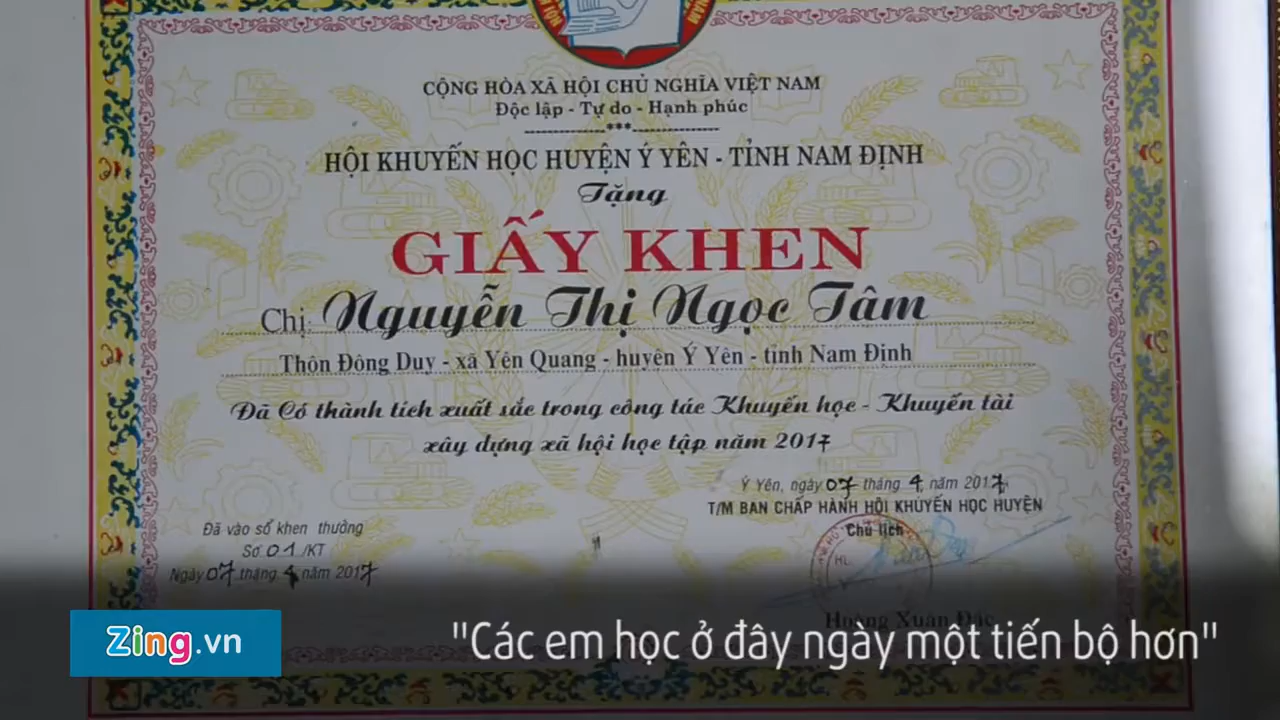 NAM
CỘNG HÒA XÃ HỘI CHỦ NGHĨA VIỆT NAM
Độc lập - Tự do - Hạnh phúc
***
HỘI KHUYẾN HỌC HUYỆN Ý YÊN - TỈNH NAM ĐỊNH
Tặng
GIẤY KHEN
Chị: Nguyễn Thị Ngọc Tâm
Thôn Đông Duy - xã Yên Quang - huyện Ý Yên - tỉnh Nam Định
Đã Có thành tích xuất sắc trong công tác Khuyến học - Khuyến tài
xây dựng xã hội học tập năm 2017
Ý Yên, ngày 07 tháng 4 năm 2017
T/M BAN CHẤP HÀNH HỘI KHUYẾN HỌC HUYỆN
Chủ tịch
Đã vào sổ khen thưởng
Số 01 /KT
Ngày 07 tháng 4 năm 2017
Hoàng Xuân Đắc
Zing.vn
"Các em học ở đây ngày một tiến bộ hơn"